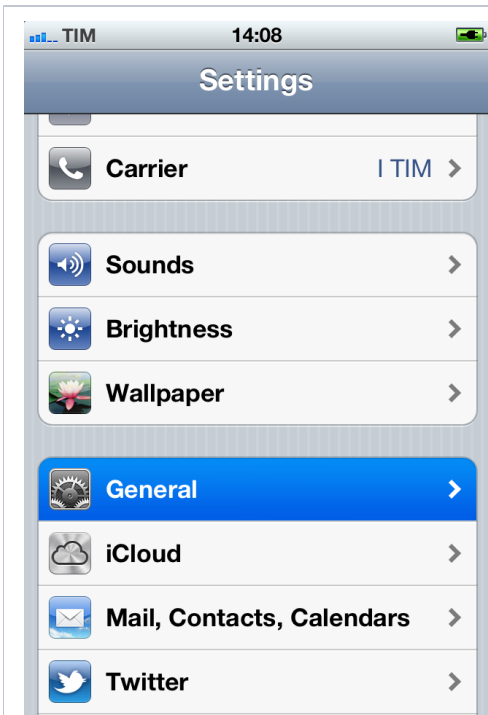 TIM 14:08
Settings
Carrier I TIM
Sounds
Brightness
Wallpaper
General
iCloud
Mail, Contacts, Calendars
Twitter